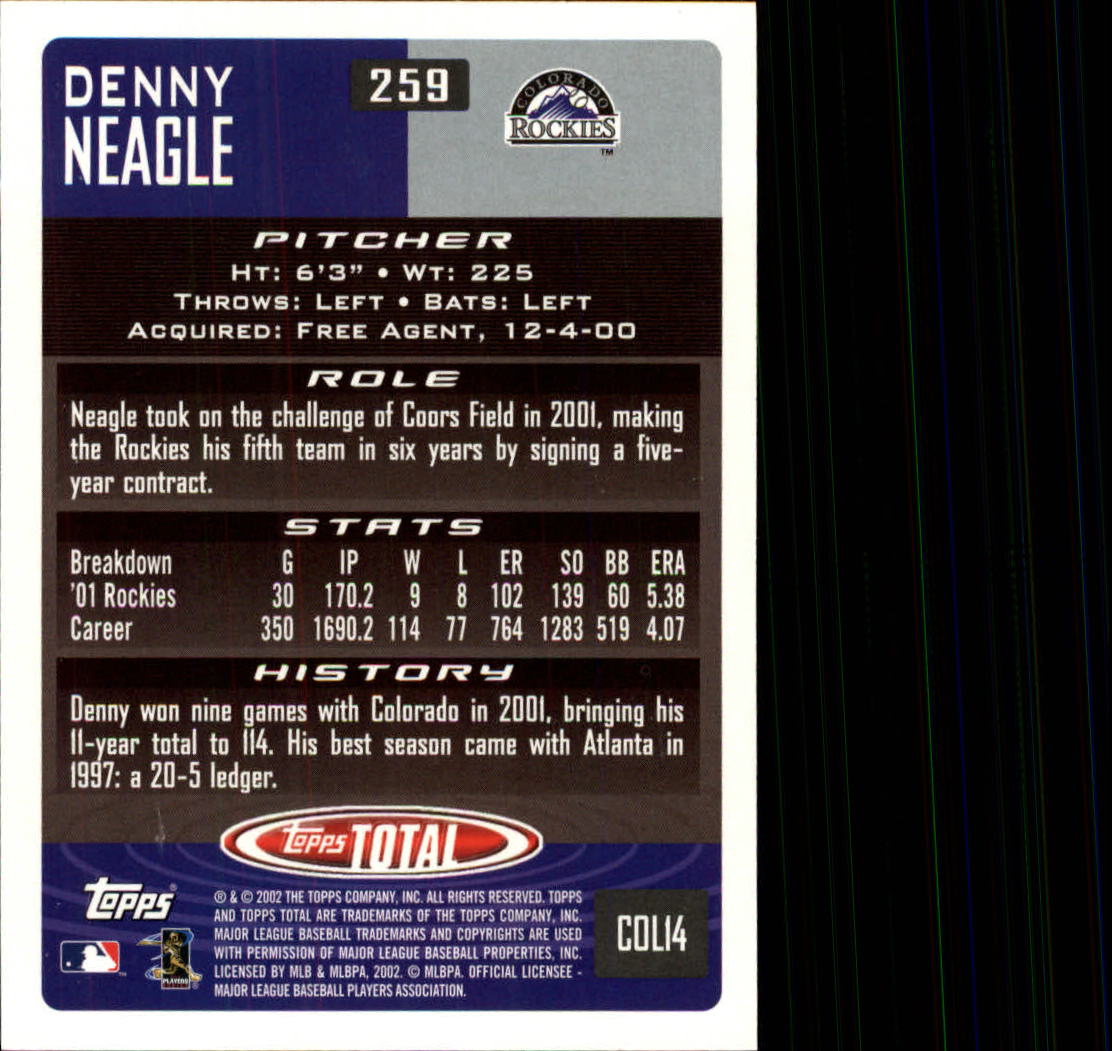 DENNY
NEAGLE
259
COLORADO
ROCKIES
TM
PITCHER
HT: 6'3" • WT: 225
THROWS: LEFT • BATS: LEFT
ACQUIRED: FREE AGENT, 12-4-00
ROLE
Neagle took on the challenge of Coors Field in 2001, making
the Rockies his fifth team in six years by signing a five-
year contract.
STATS
Breakdown G IP W L ER SO BB ERA
'01 Rockies 30 170.2 9 8 102 139 60 5.38
Career 350 1690.2 114 77 764 1283 519 4.07
HISTORY
Denny won nine games with Colorado in 2001, bringing his
11-year total to 114. His best season came with Atlanta in
1997: a 20-5 ledger.
topps TOTAL
topps
® & © 2002 THE TOPPS COMPANY, INC. ALL RIGHTS RESERVED. TOPPS
AND TOPPS TOTAL ARE TRADEMARKS OF THE TOPPS COMPANY, INC.
MAJOR LEAGUE BASEBALL TRADEMARKS AND COPYRIGHTS ARE USED
WITH PERMISSION OF MAJOR LEAGUE BASEBALL PROPERTIES, INC.
LICENSED BY MLB & MLBPA, 2002. © MLBPA. OFFICIAL LICENSEE -
MAJOR LEAGUE BASEBALL PLAYERS ASSOCIATION.
PLAYERS
COL14